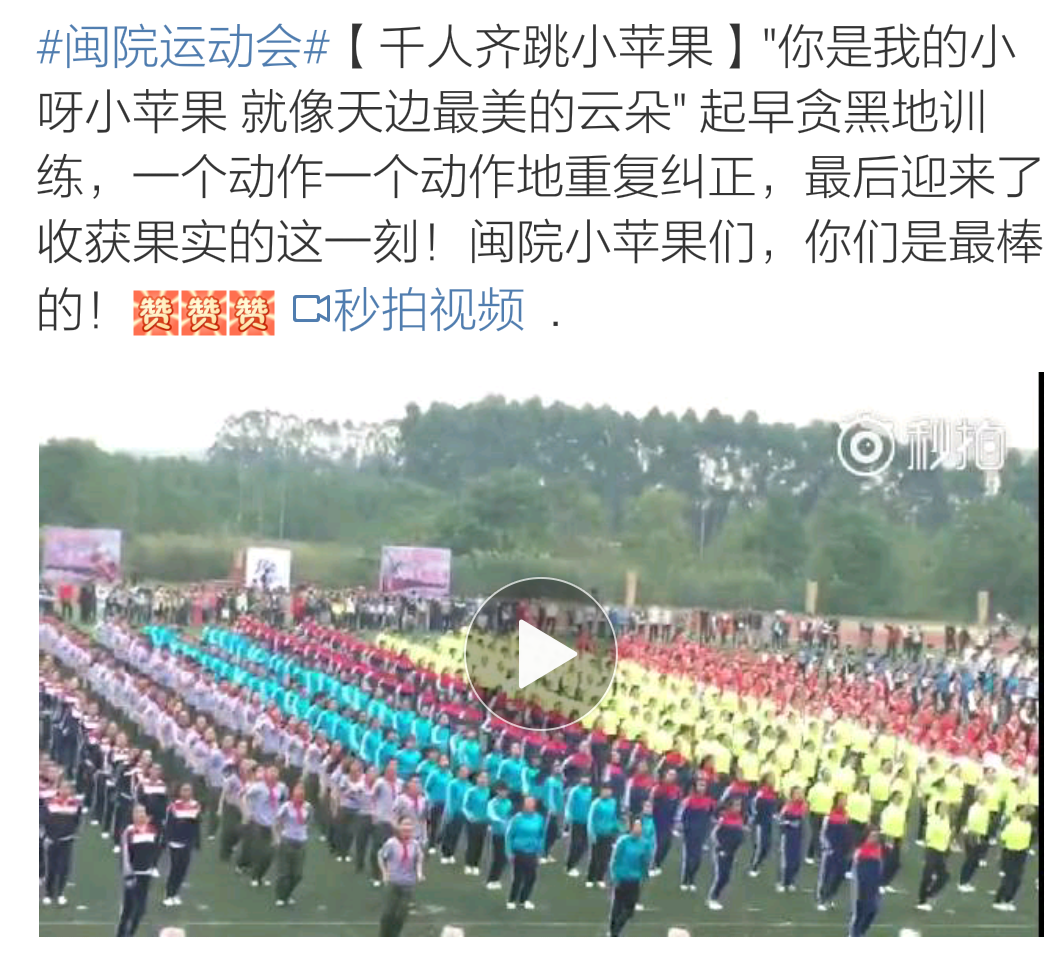 #闽院运动会#【千人齐跳小苹果】"你是我的小
呀小苹果 就像天边最美的云朵" 起早贪黑地训
练，一个动作一个动作地重复纠正，最后迎来了
收获果实的这一刻！闽院小苹果们，你们是最棒
的！赞赞赞 秒拍视频 .
秒拍